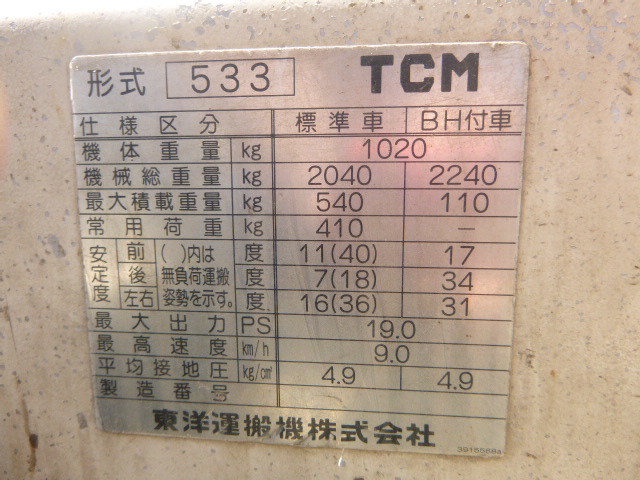 形式 533 TCM
仕様区分 標準車 BH付車
機体重量 kg 1020
機械総重量 kg 2040 2240
最大積載重量 kg 540 110
常用荷重 kg 410 －
安定度 前 ( )内は 度 11(40) 17
後 無負荷運搬 度 7(18) 34
左右 姿勢を示す。 度 16(36) 31
最大出力 PS 19.0
最高速度 km/h 9.0
平均接地圧 kg/cm² 4.9 4.9
製造番号
東洋運搬機株式会社